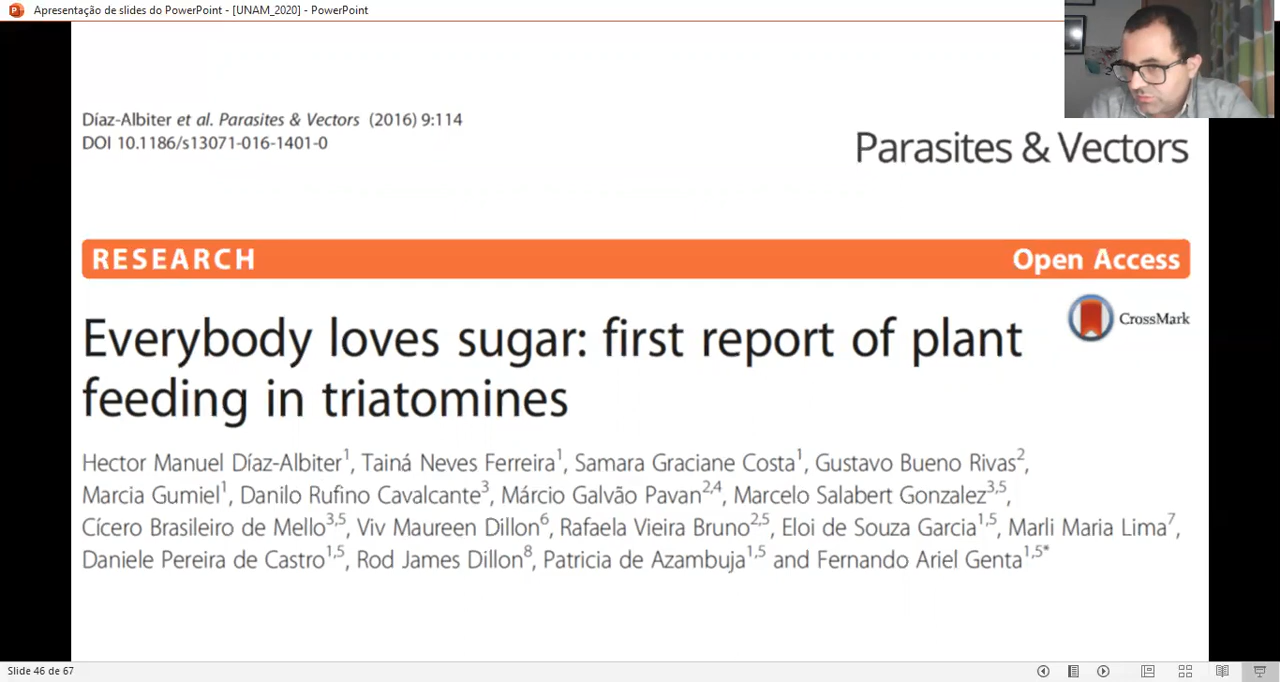 Apresentação de slides do PowerPoint - [UNAM_2020] - PowerPoint
Díaz-Albiter et al. Parasites & Vectors (2016) 9:114
DOI 10.1186/s13071-016-1401-0
Parasites & Vectors
RESEARCH Open Access
CrossMark
Everybody loves sugar: first report of plant
feeding in triatomines
Hector Manuel Díaz-Albiter1, Tainá Neves Ferreira1, Samara Graciane Costa1, Gustavo Bueno Rivas2,
Marcia Gumiel1, Danilo Rufino Cavalcante3, Márcio Galvão Pavan2,4, Marcelo Salabert Gonzalez3,5,
Cícero Brasileiro de Mello3,5, Viv Maureen Dillon6, Rafaela Vieira Bruno2,5, Eloi de Souza Garcia1,5, Marli Maria Lima7,
Daniele Pereira de Castro1,5, Rod James Dillon8, Patricia de Azambuja1,5 and Fernando Ariel Genta1,5*
Slide 46 de 67